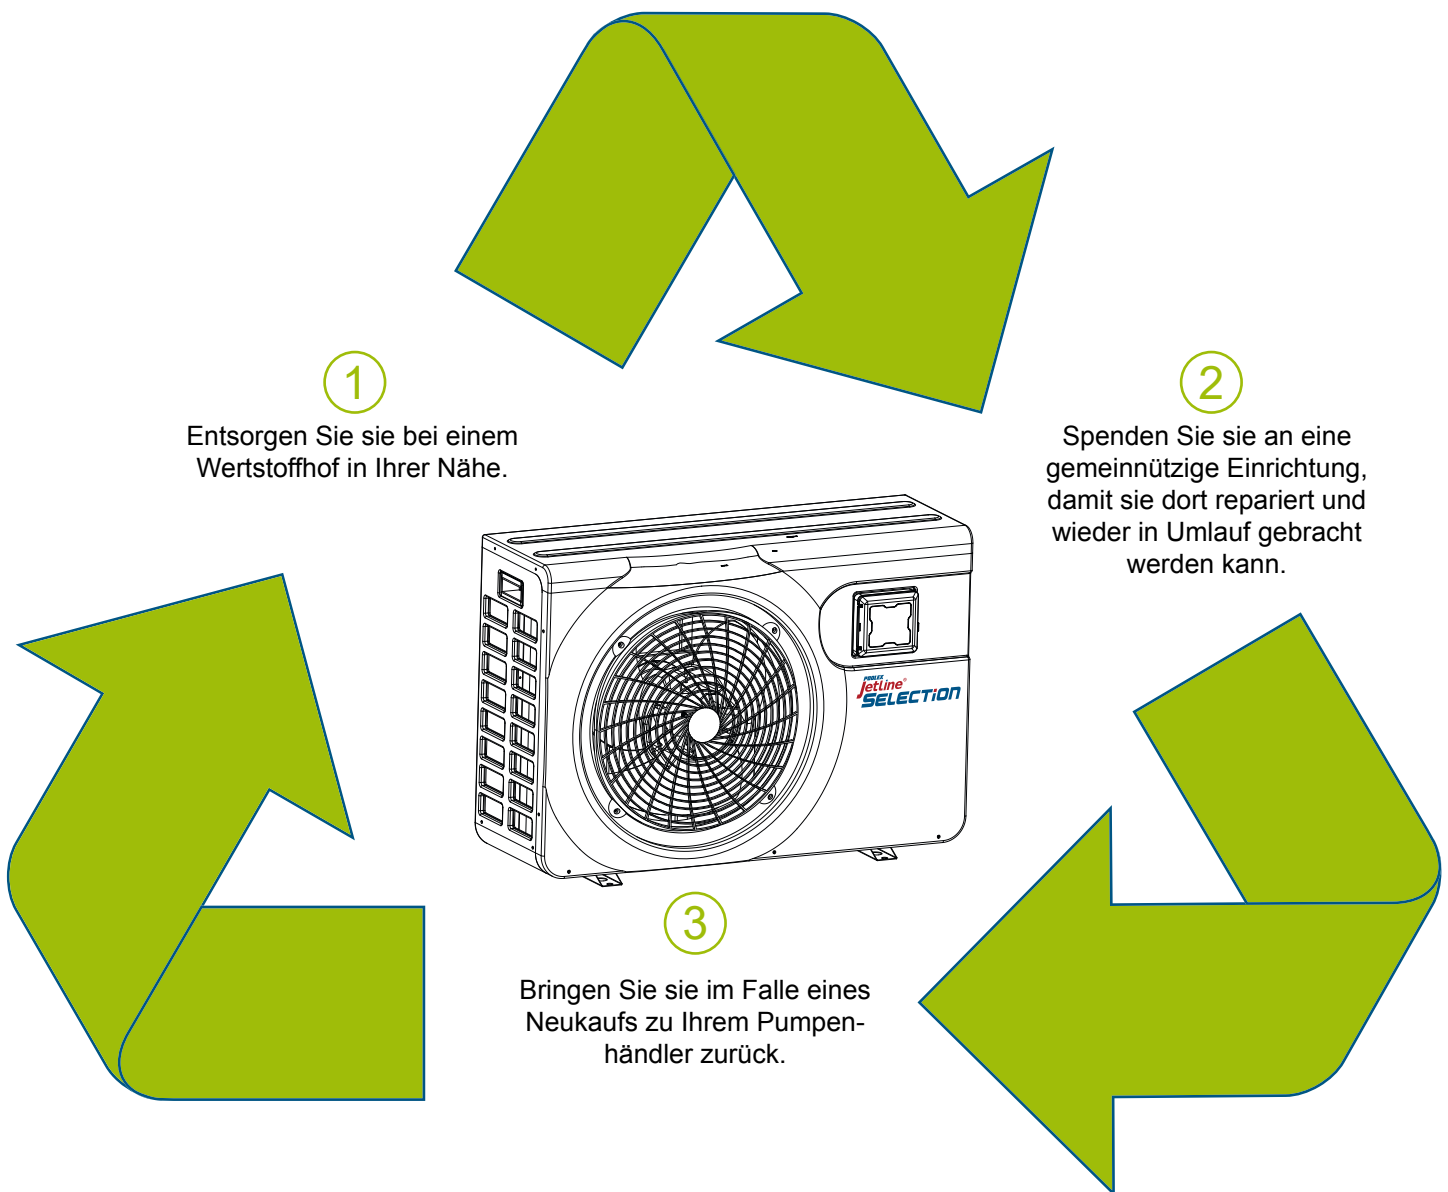 1
Entsorgen Sie sie bei einem
Wertstoffhof in Ihrer Nähe.
2
Spenden Sie sie an eine
gemeinnützige Einrichtung,
damit sie dort repariert und
wieder in Umlauf gebracht
werden kann.
POOLEX
Jetline®
SELECTiON
3
Bringen Sie sie im Falle eines
Neukaufs zu Ihrem Pumpen-
händler zurück.